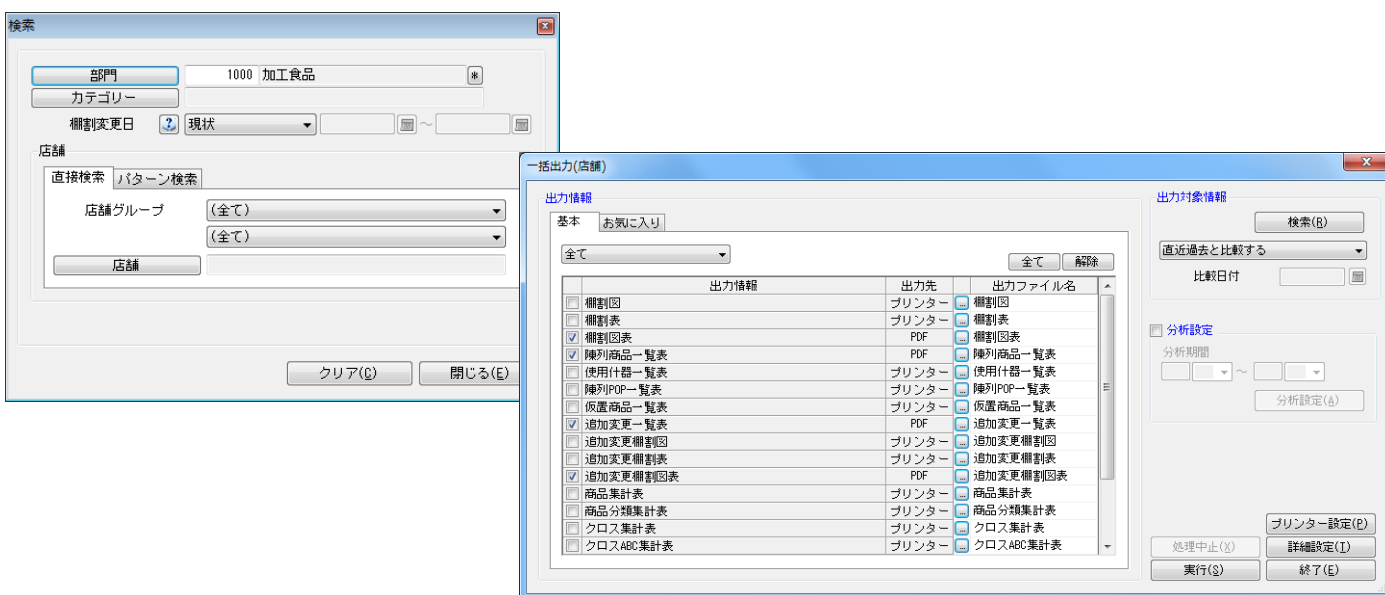 検索
部門 1000 加工食品 *
カテゴリー
棚割変更日 ? 現状 ～
店舗
直接検索 パターン検索
店舗グループ (全て)
(全て)
店舗
クリア(C) 閉じる(E)
一括出力(店舗)
出力情報
基本 お気に入り
全て
全て 解除
出力情報 出力先 出力ファイル名
棚割図 プリンター ... 棚割図
棚割表 プリンター ... 棚割表
棚割図表 PDF ... 棚割図表
陳列商品一覧表 PDF ... 陳列商品一覧表
使用什器一覧表 プリンター ... 使用什器一覧表
陳列POP一覧表 プリンター ... 陳列POP一覧表
仮置商品一覧表 プリンター ... 仮置商品一覧表
追加変更一覧表 PDF ... 追加変更一覧表
追加変更棚割図 プリンター ... 追加変更棚割図
追加変更棚割表 プリンター ... 追加変更棚割表
追加変更棚割図表 PDF ... 追加変更棚割図表
商品集計表 プリンター ... 商品集計表
商品分類集計表 プリンター ... 商品分類集計表
クロス集計表 プリンター ... クロス集計表
クロスABC集計表 プリンター ... クロスABC集計表
出力対象情報
検索(R)
直近過去と比較する
比較日付
分析設定
分析期間
～
分析設定(A)
プリンター設定(P)
処理中止(X) 詳細設定(I)
実行(S) 終了(E)